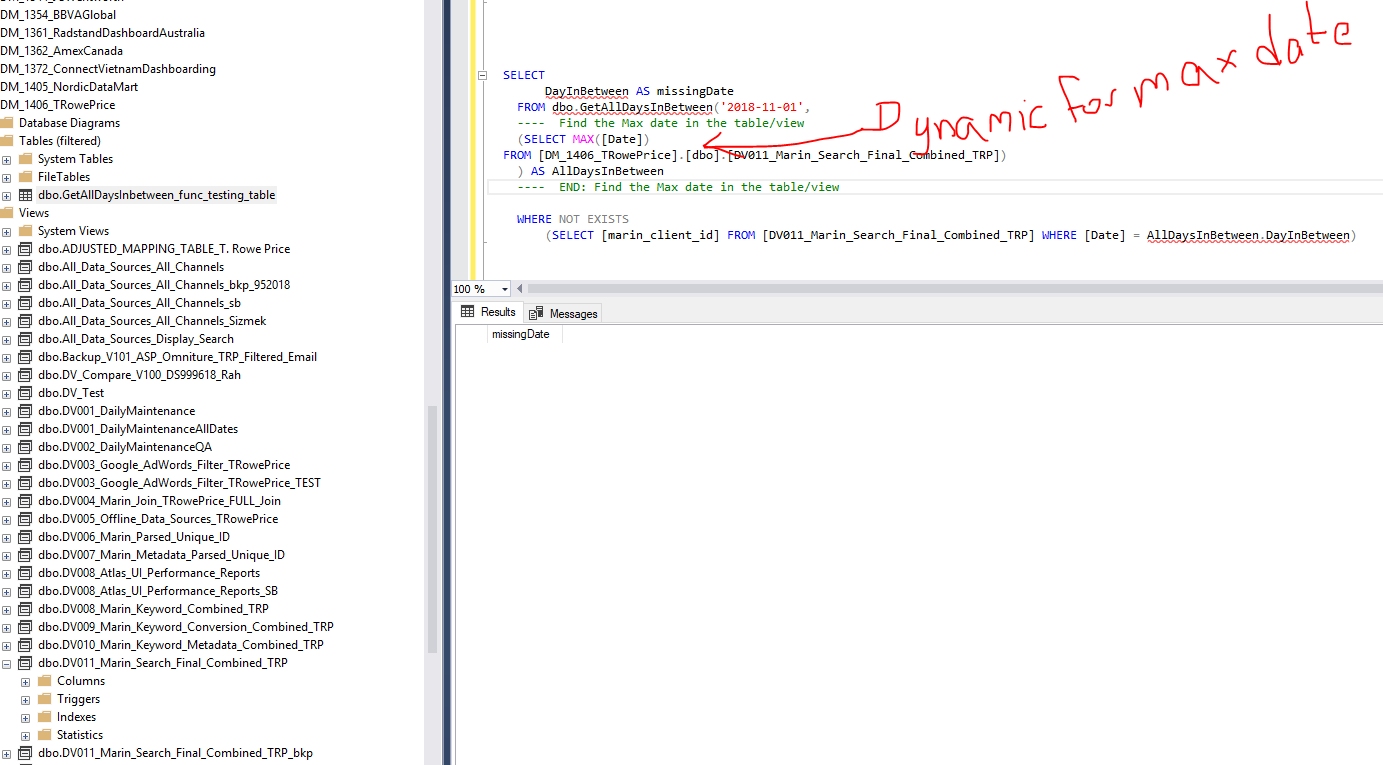 DM_1354_BBVAGlobal
DM_1361_RadstandDashboardAustralia
DM_1362_AmexCanada
DM_1372_ConnectVietnamDashboarding
DM_1405_NordicDataMart
DM_1406_TRowePrice
Database Diagrams
Tables (filtered)
System Tables
FileTables
dbo.GetAllDaysInbetween_func_testing_table
Views
System Views
dbo.ADJUSTED_MAPPING_TABLE_T. Rowe Price
dbo.All_Data_Sources_All_Channels
dbo.All_Data_Sources_All_Channels_bkp_952018
dbo.All_Data_Sources_All_Channels_sb
dbo.All_Data_Sources_All_Channels_Sizmek
dbo.All_Data_Sources_Display_Search
dbo.Backup_V101_ASP_Omniture_TRP_Filtered_Email
dbo.DV_Compare_V100_DS999618_Rah
dbo.DV_Test
dbo.DV001_DailyMaintenance
dbo.DV001_DailyMaintenanceAllDates
dbo.DV002_DailyMaintenanceQA
dbo.DV003_Google_AdWords_Filter_TRowePrice
dbo.DV003_Google_AdWords_Filter_TRowePrice_TEST
dbo.DV004_Marin_Join_TRowePrice_FULL_Join
dbo.DV005_Offline_Data_Sources_TRowePrice
dbo.DV006_Marin_Parsed_Unique_ID
dbo.DV007_Marin_Metadata_Parsed_Unique_ID
dbo.DV008_Atlas_UI_Performance_Reports
dbo.DV008_Atlas_UI_Performance_Reports_SB
dbo.DV008_Marin_Keyword_Combined_TRP
dbo.DV009_Marin_Keyword_Conversion_Combined_TRP
dbo.DV010_Marin_Keyword_Metadata_Combined_TRP
dbo.DV011_Marin_Search_Final_Combined_TRP
Columns
Triggers
Indexes
Statistics
dbo.DV011_Marin_Search_Final_Combined_TRP_bkp
SELECT
DayInBetween AS missingDate
FROM dbo.GetAllDaysInBetween('2018-11-01',
---- Find the Max date in the table/view
(SELECT MAX([Date])
FROM [DM_1406_TRowePrice].[dbo].[DV011_Marin_Search_Final_Combined_TRP])
) AS AllDaysInBetween
---- END: Find the Max date in the table/view
WHERE NOT EXISTS
(SELECT [marin_client_id] FROM [DV011_Marin_Search_Final_Combined_TRP] WHERE [Date] = AllDaysInBetween.DayInBetween)
Dynamic for max date
100 %
Results
Messages
missingDate